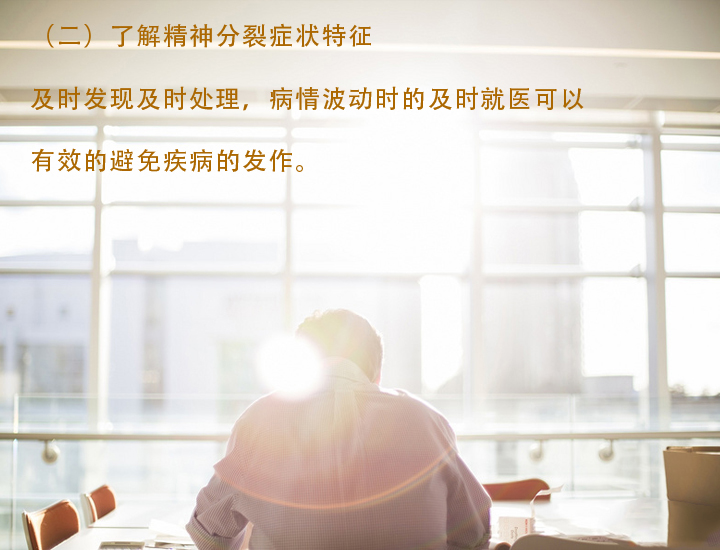 （二）了解精神分裂症状特征
及时发现及时处理，病情波动时的及时就医可以
有效的避免疾病的发作。